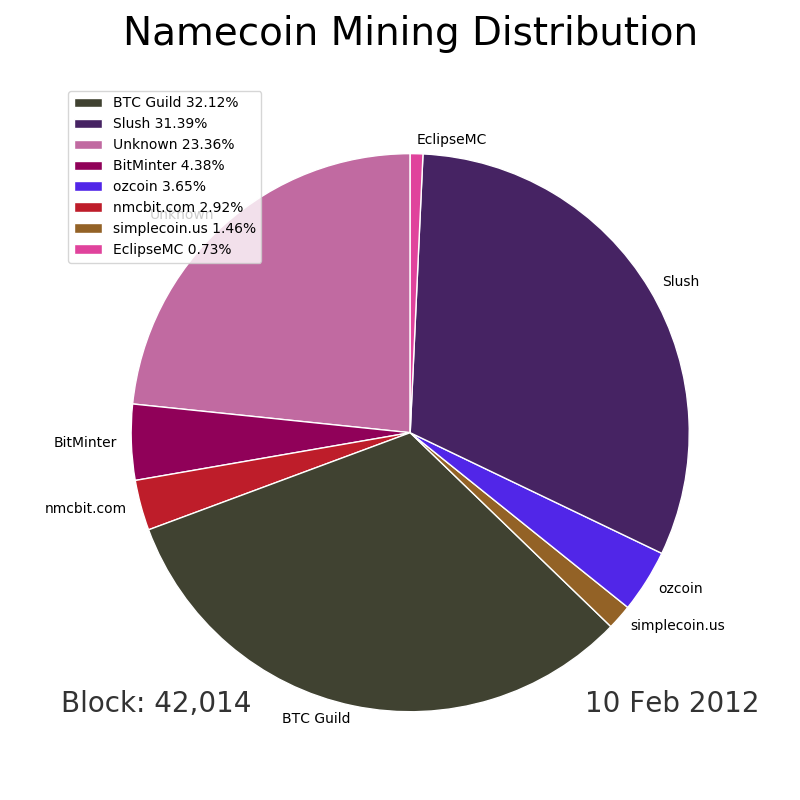 Namecoin Mining Distribution
BTC Guild 32.12%
Slush 31.39%
Unknown 23.36%
BitMinter 4.38%
ozcoin 3.65%
nmcbit.com 2.92%
simplecoin.us 1.46%
EclipseMC 0.73%
EclipseMC
Unknown
Slush
BitMinter
nmcbit.com
ozcoin
simplecoin.us
BTC Guild
Block: 42,014
10 Feb 2012